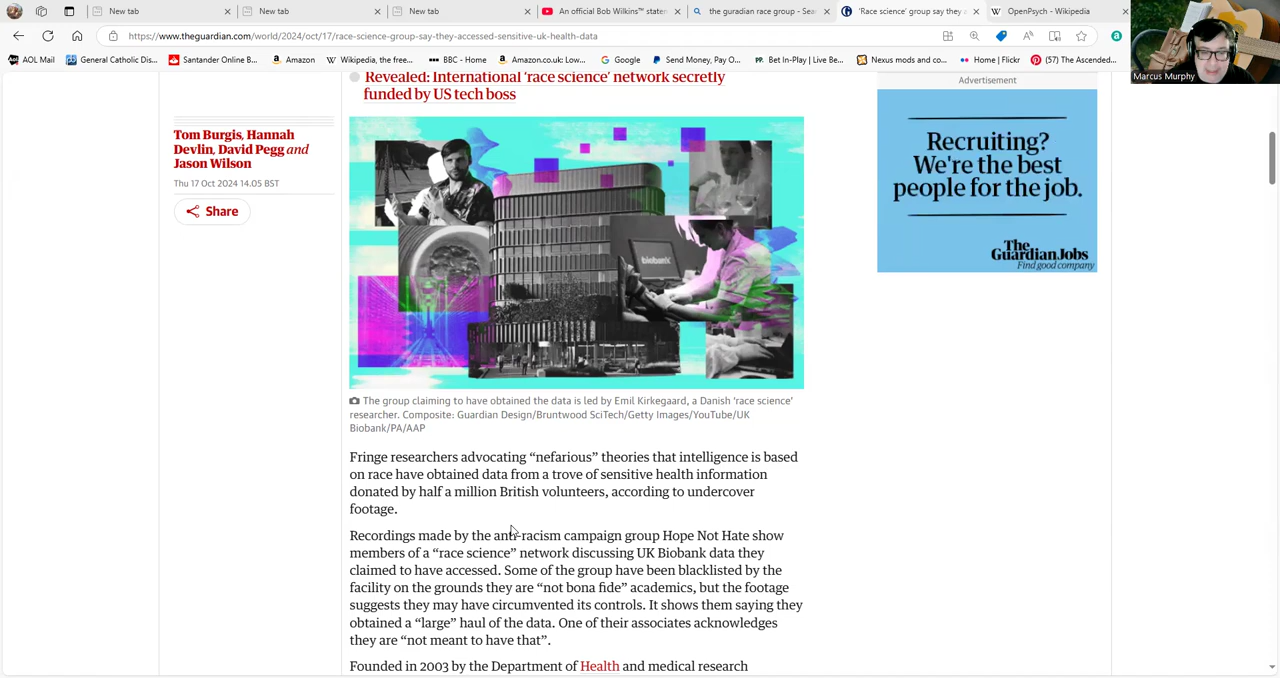 New tab
New tab
New tab
An official Bob Wilkins™ staten
the guradian race group - Sea
'Race science' group say they a
OpenPsych - Wikipedia
https://www.theguardian.com/world/2024/oct/17/race-science-group-say-they-accessed-sensitive-uk-health-data
AOL Mail
General Catholic Dis...
Santander Online B...
Amazon
Wikipedia, the free...
BBC - Home
Amazon.co.uk: Low...
Google
Send Money, Pay O...
Bet In-Play | Live Be...
Nexus mods and co...
Home | Flickr
(57) The Ascended...
Marcus Murphy
Revealed: International 'race science' network secretly
funded by US tech boss
Tom Burgis, Hannah
Devlin, David Pegg and
Jason Wilson
Thu 17 Oct 2024 14.05 BST
Share
biobank
The group claiming to have obtained the data is led by Emil Kirkegaard, a Danish 'race science'
researcher. Composite: Guardian Design/Bruntwood SciTech/Getty Images/YouTube/UK
Biobank/PA/AAP
Fringe researchers advocating “nefarious” theories that intelligence is based
on race have obtained data from a trove of sensitive health information
donated by half a million British volunteers, according to undercover
footage.
Recordings made by the anti-racism campaign group Hope Not Hate show
members of a “race science” network discussing UK Biobank data they
claimed to have accessed. Some of the group have been blacklisted by the
facility on the grounds they are “not bona fide” academics, but the footage
suggests they may have circumvented its controls. It shows them saying they
obtained a “large” haul of the data. One of their associates acknowledges
they are “not meant to have that”.
Founded in 2003 by the Department of Health and medical research
Advertisement
Recruiting?
We're the best
people for the job.
The
Guardian Jobs
Find good company